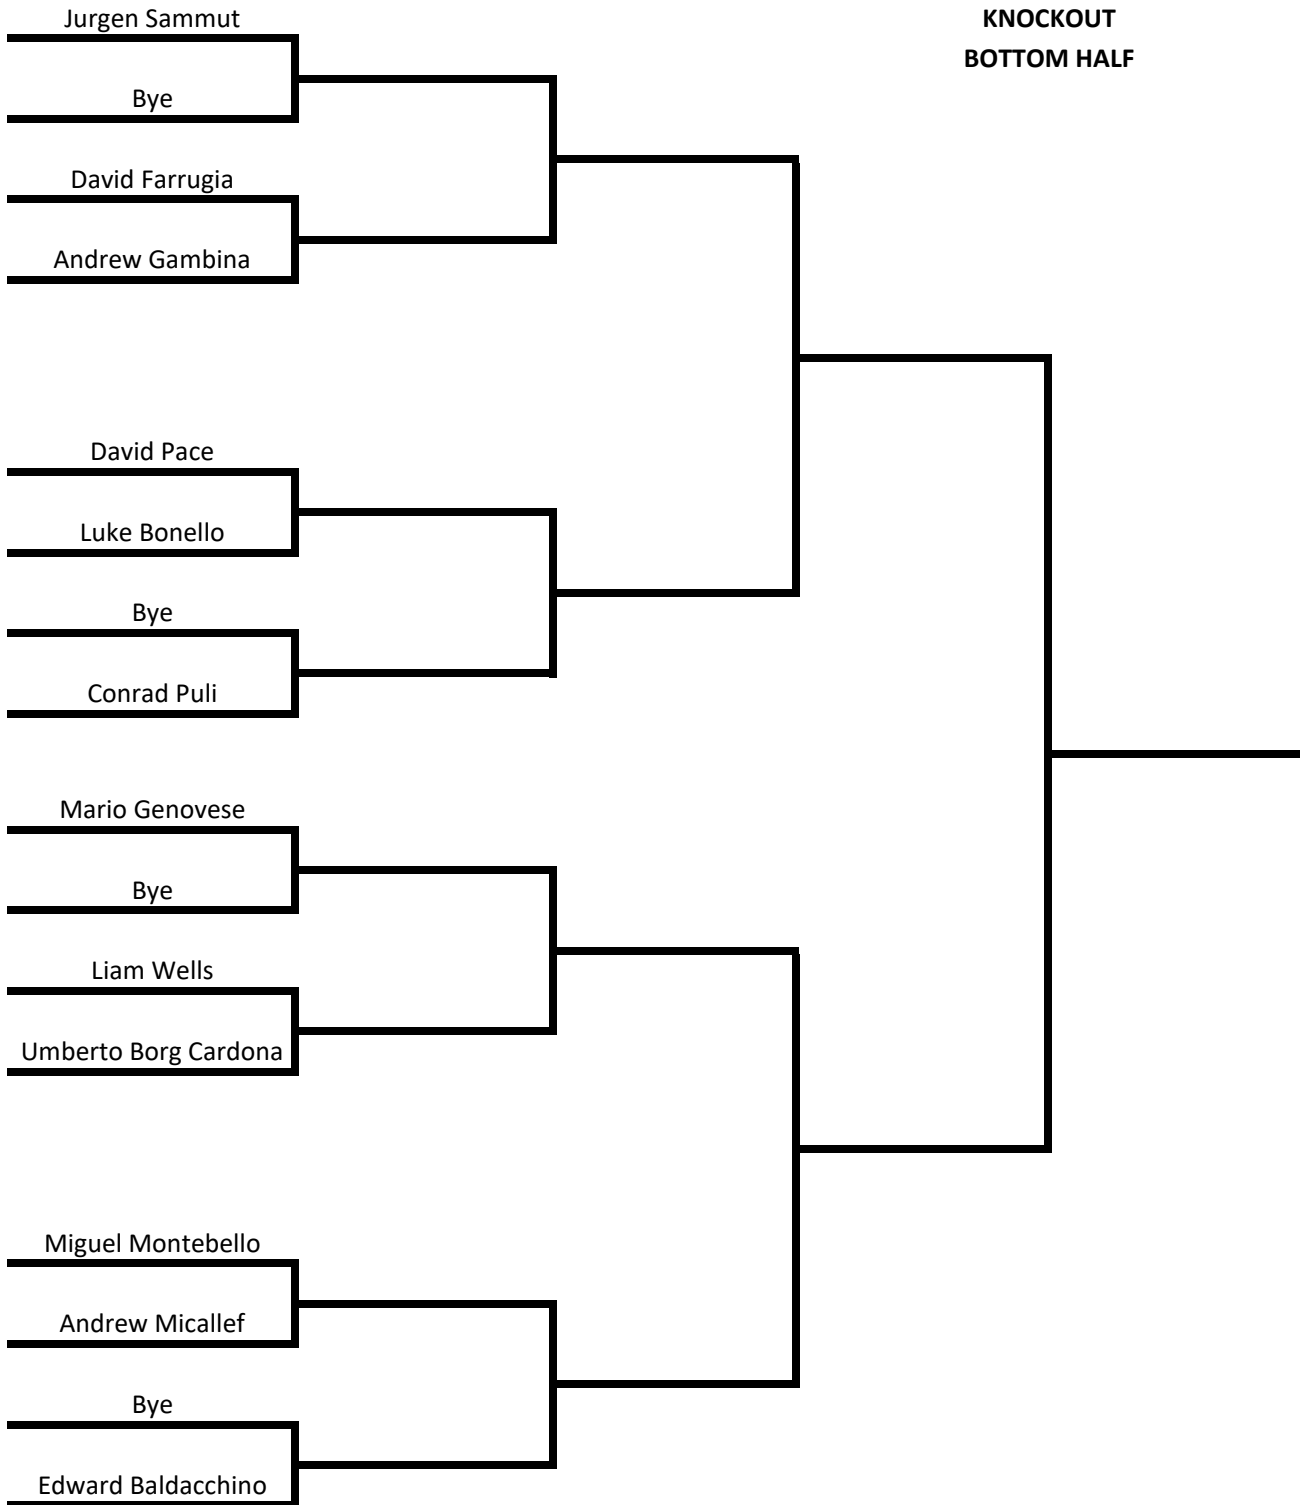 Jurgen Sammut
KNOCKOUT
BOTTOM HALF
Bye
David Farrugia
Andrew Gambina
David Pace
Luke Bonello
Bye
Conrad Puli
Mario Genovese
Bye
Liam Wells
Umberto Borg Cardona
Miguel Montebello
Andrew Micallef
Bye
Edward Baldacchino